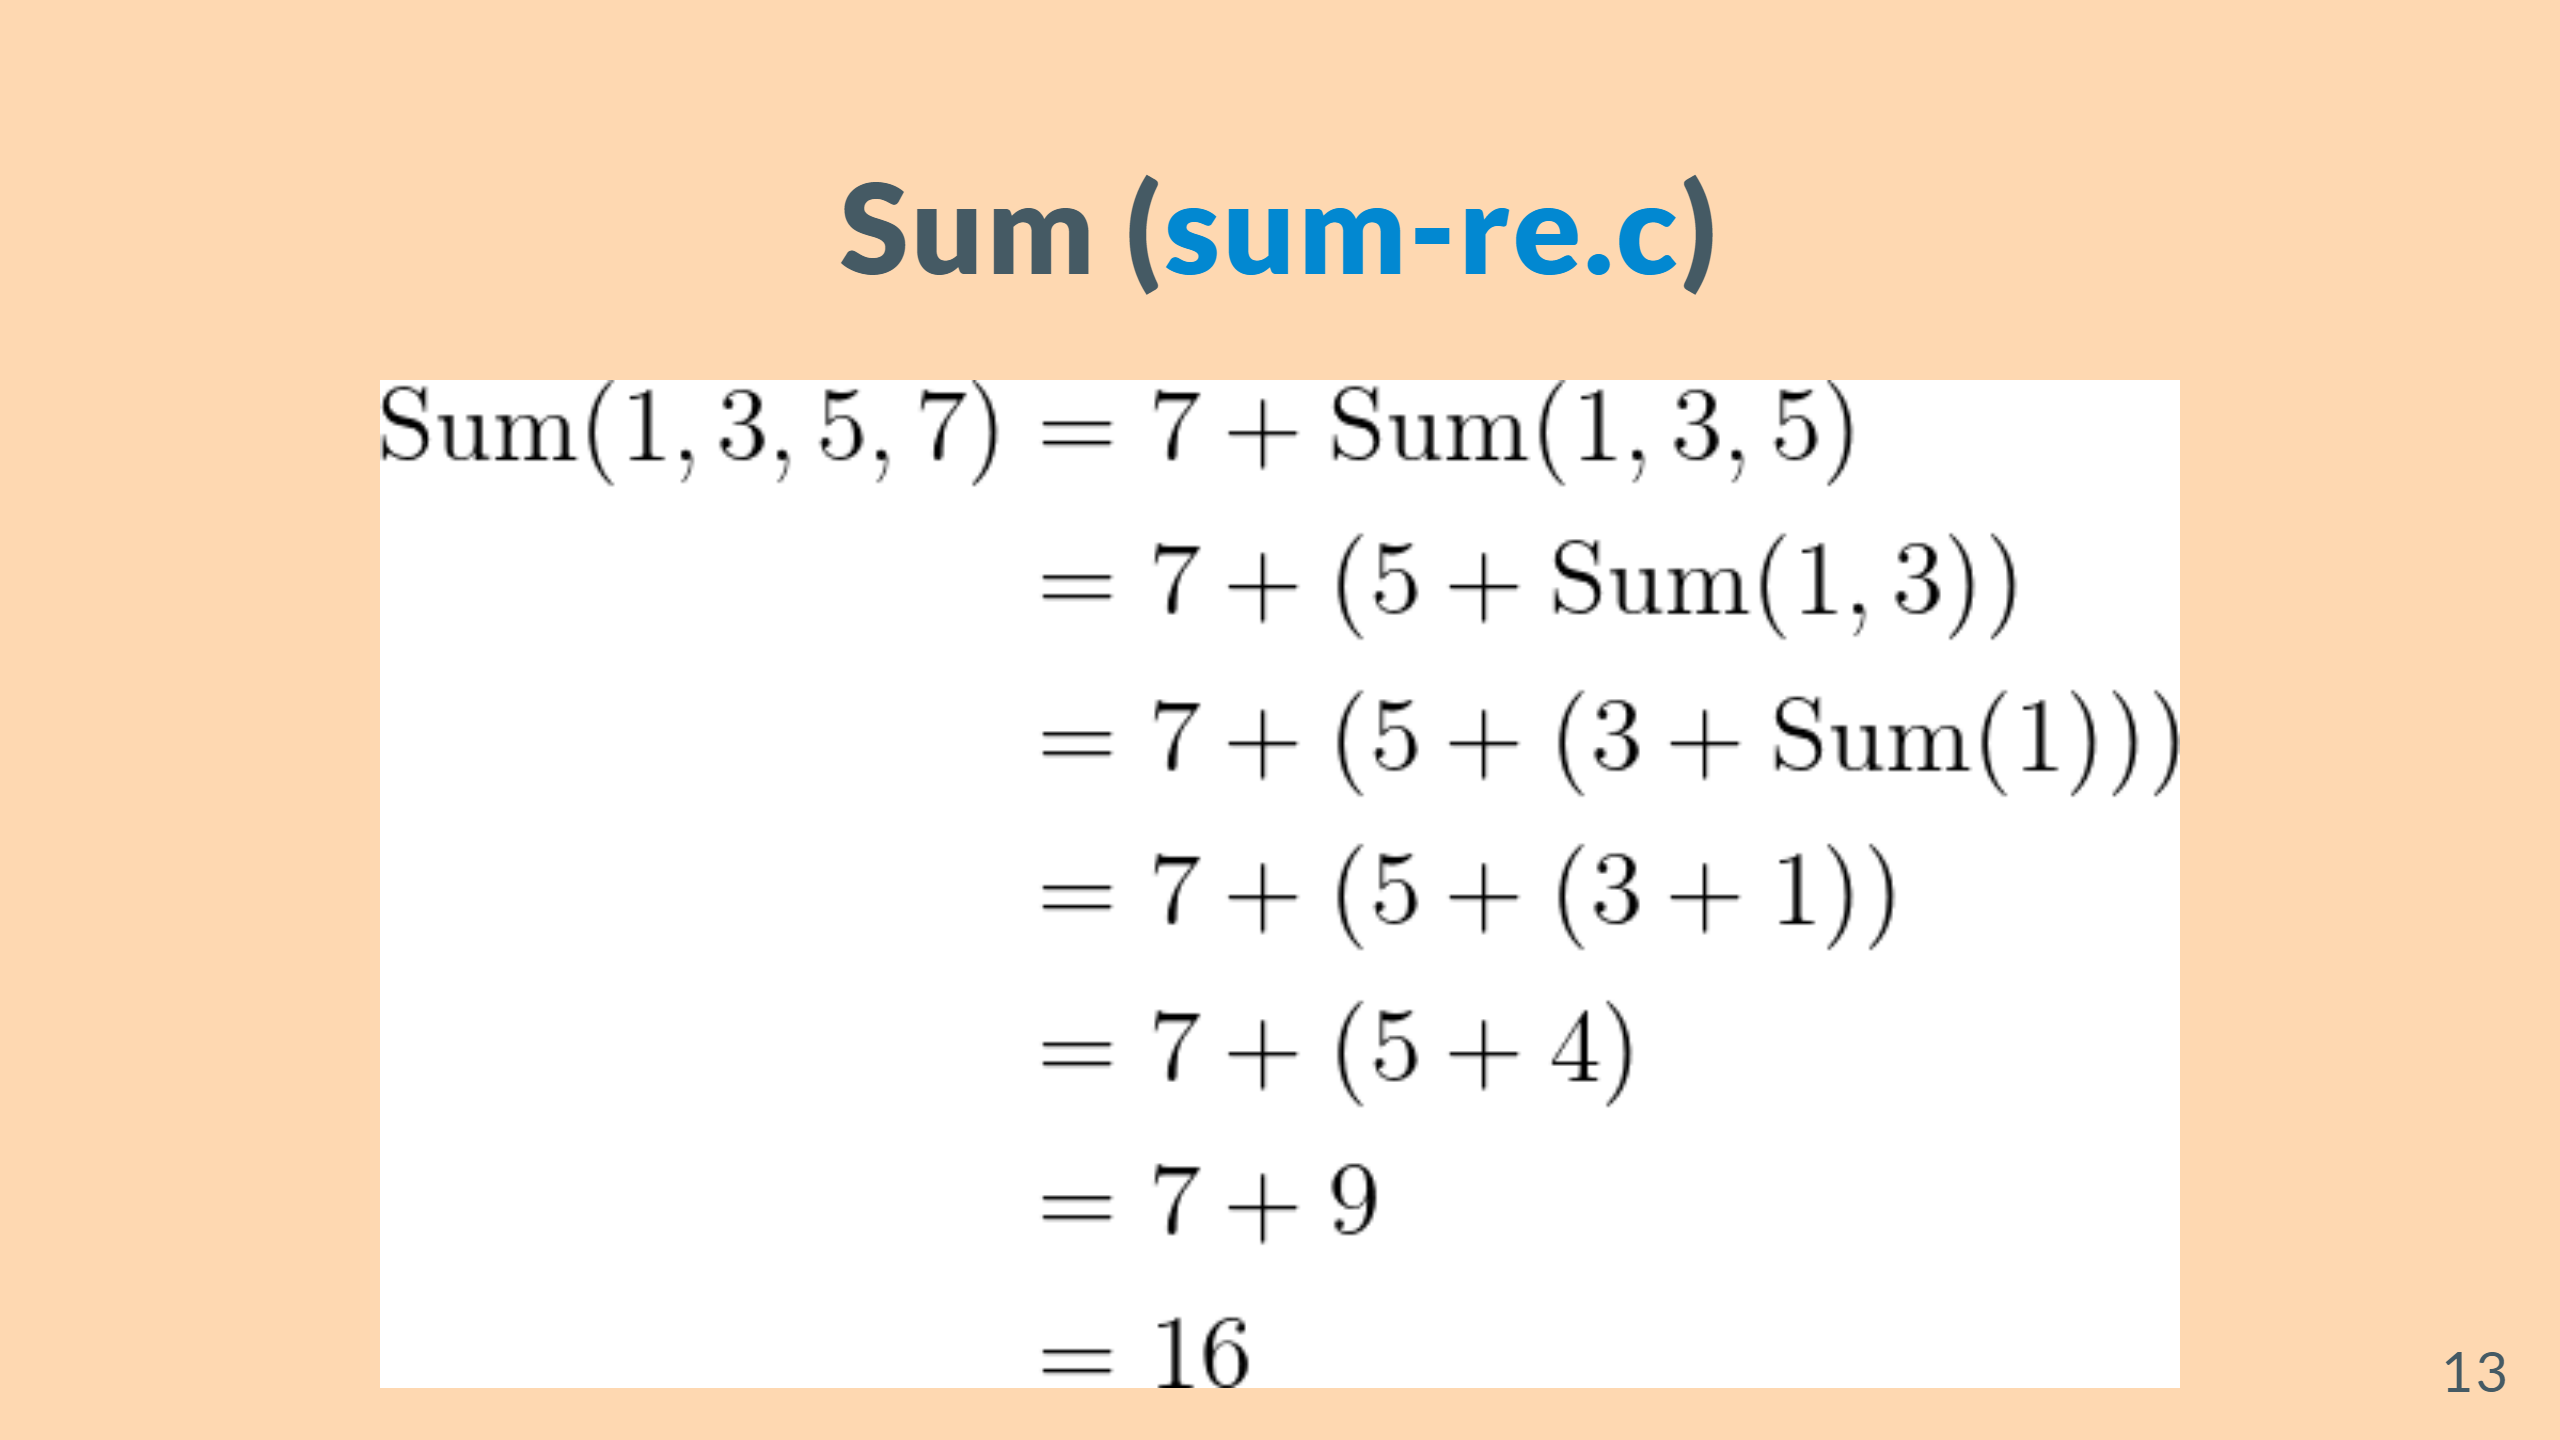 Sum (sum-re.c)
Sum(1, 3, 5, 7) = 7 + Sum(1, 3, 5)
= 7 + (5 + Sum(1, 3))
= 7 + (5 + (3 + Sum(1)))
= 7 + (5 + (3 + 1))
= 7 + (5 + 4)
= 7 + 9
= 16
13